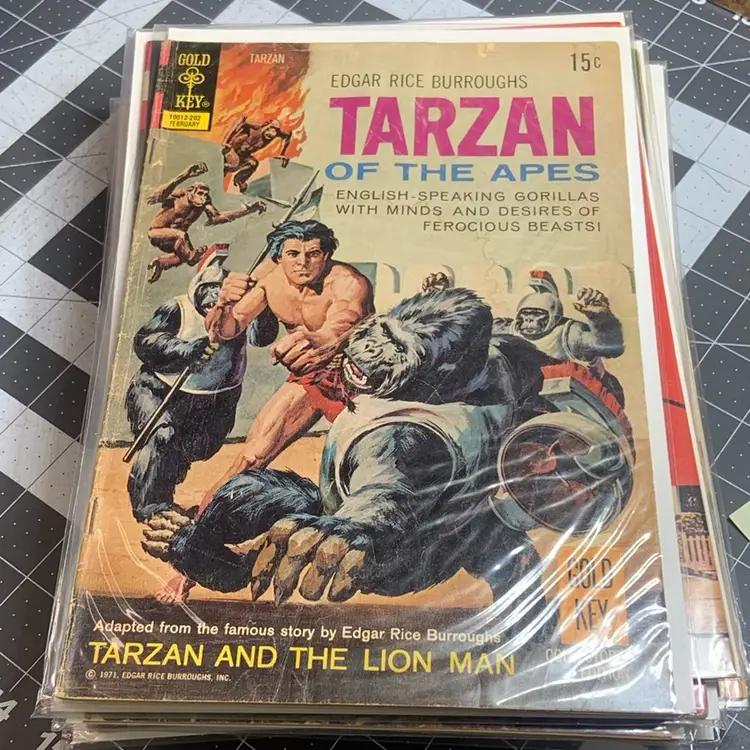 GOLD
KEY®
10013-202
FEBRUARY
TARZAN
15c
EDGAR RICE BURROUGHS
TARZAN
OF THE APES
ENGLISH-SPEAKING GORILLAS
WITH MINDS AND DESIRES OF
FEROCIOUS BEASTS!
GOLD
KEY
Adapted from the famous story by Edgar Rice Burroughs
TARZAN AND THE LION MAN
© 1971, EDGAR RICE BURROUGHS, INC.